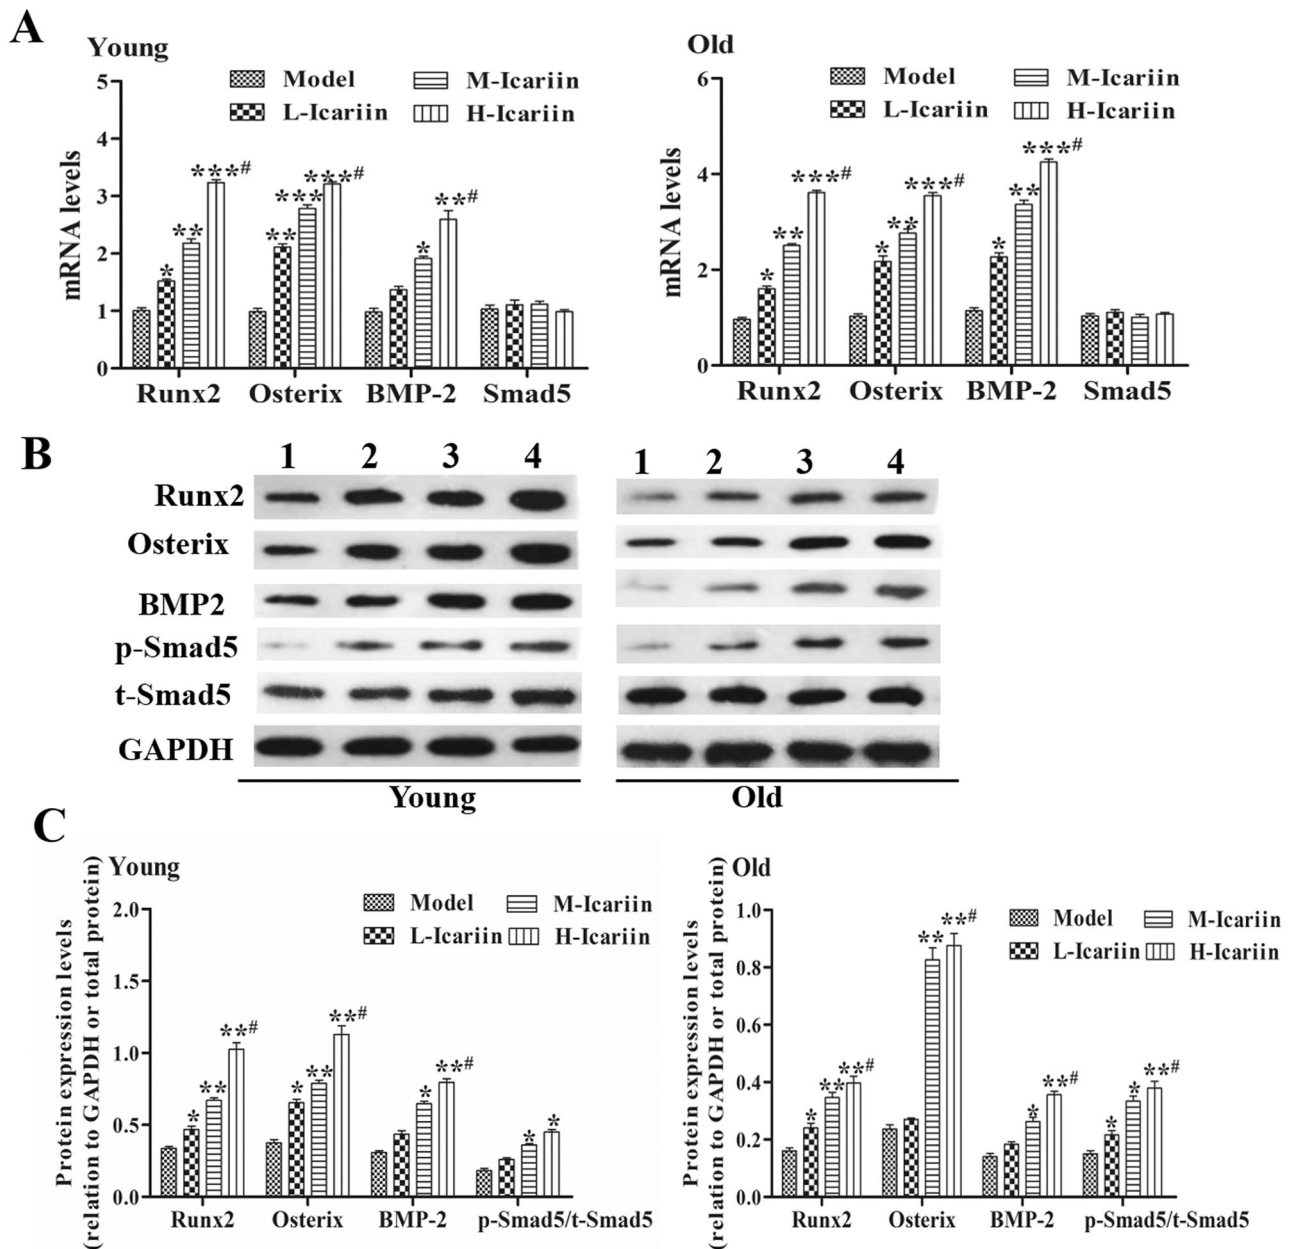 A
Young
Model
M-Icariin
L-Icariin
H-Icariin
mRNA levels
5
4
3
2
1
0
*
**
***#
**
***
***#
*
**#
Runx2
Osterix
BMP-2
Smad5
Old
Model
M-Icariin
L-Icariin
H-Icariin
mRNA levels
6
4
2
0
*
**
***#
*
**
***#
*
**
***#
Runx2
Osterix
BMP-2
Smad5
B
1 2 3 4
1 2 3 4
Runx2
Osterix
BMP2
p-Smad5
t-Smad5
GAPDH
Young
Old
C
Young
Model
M-Icariin
L-Icariin
H-Icariin
Protein expression levels
(relation to GAPDH or total protein)
2.0
1.5
1.0
0.5
0.0
*
**
**#
*
**
**#
*
**#
*
*
Runx2
Osterix
BMP-2
p-Smad5/t-Smad5
Old
Model
M-Icariin
L-Icariin
H-Icariin
Protein expression levels
(relation to GAPDH or total protein)
1.0
0.8
0.6
0.4
0.2
0.0
*
**
**#
**
**#
*
**#
*
*
**#
Runx2
Osterix
BMP-2
p-Smad5/t-Smad5